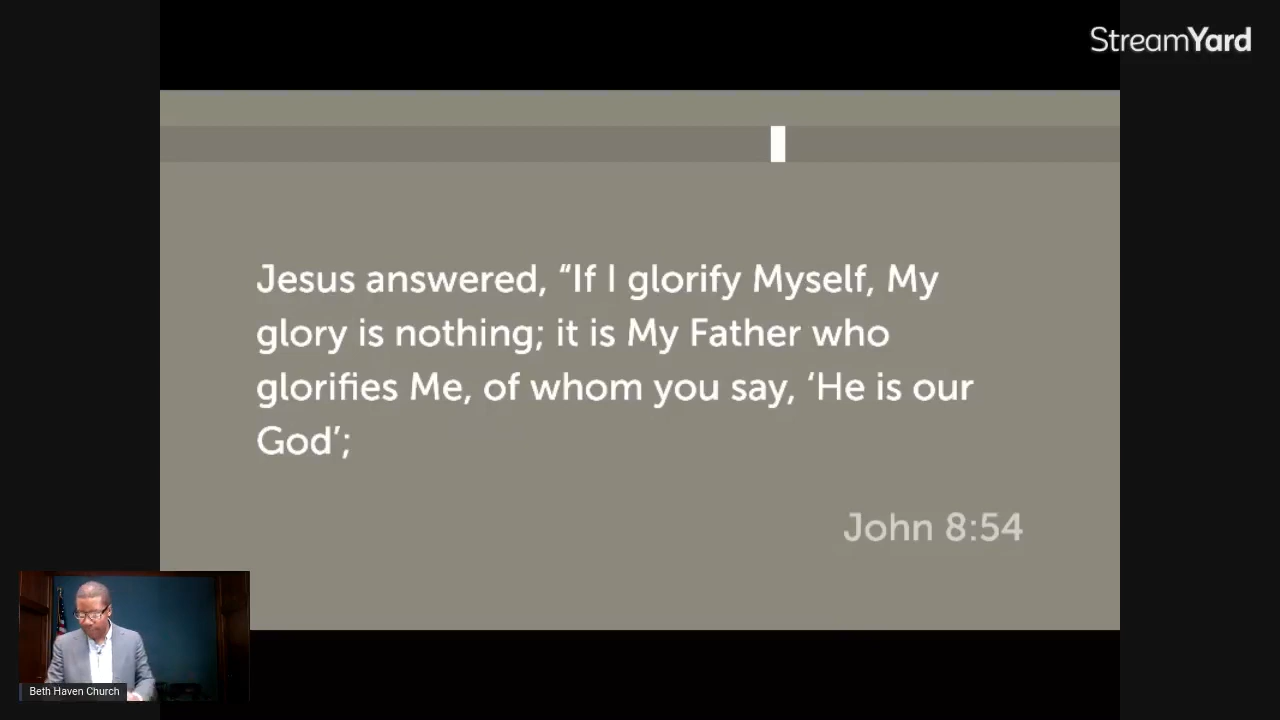 StreamYard
Jesus answered, “If I glorify Myself, My
glory is nothing; it is My Father who
glorifies Me, of whom you say, ‘He is our
God’;
John 8:54
Beth Haven Church